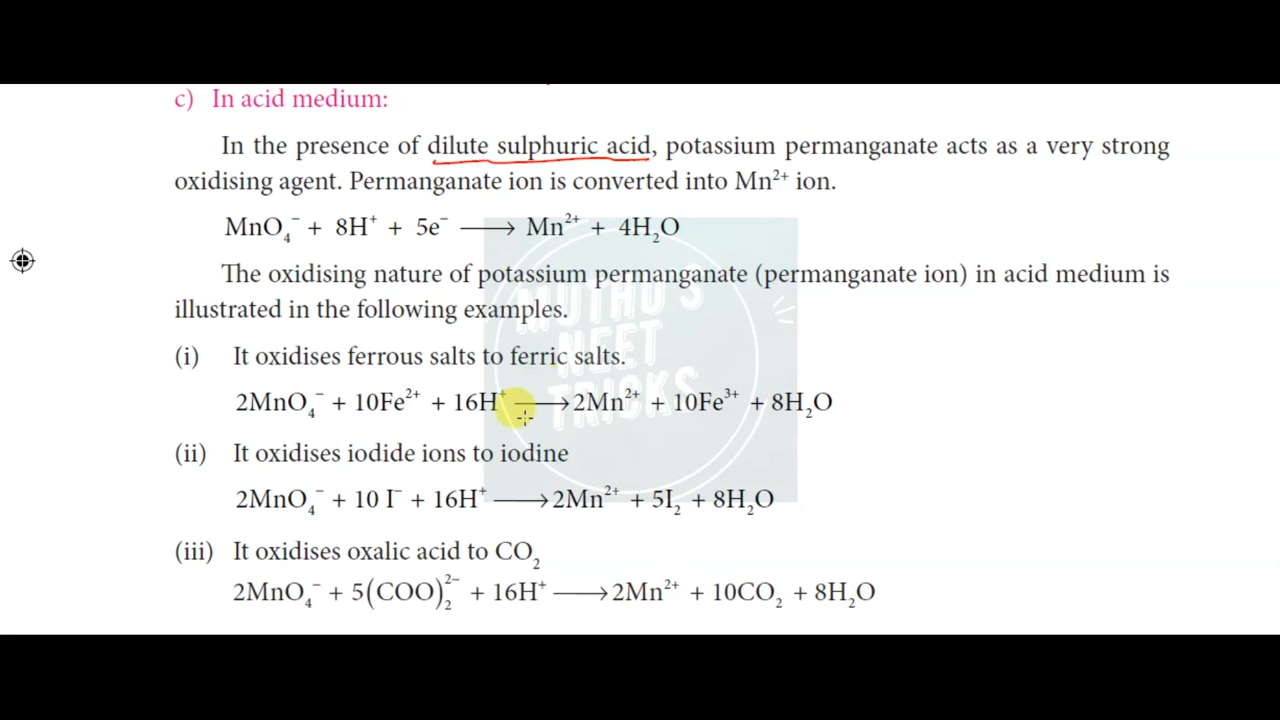 c) In acid medium:
In the presence of dilute sulphuric acid, potassium permanganate acts as a very strong
oxidising agent. Permanganate ion is converted into Mn²⁺ ion.
MnO₄⁻ + 8H⁺ + 5e⁻ ⟶ Mn²⁺ + 4H₂O
The oxidising nature of potassium permanganate (permanganate ion) in acid medium is
illustrated in the following examples.
(i) It oxidises ferrous salts to ferric salts.
2MnO₄⁻ + 10Fe²⁺ + 16H⁺ ⟶ 2Mn²⁺ + 10Fe³⁺ + 8H₂O
(ii) It oxidises iodide ions to iodine
2MnO₄⁻ + 10 I⁻ + 16H⁺ ⟶ 2Mn²⁺ + 5I₂ + 8H₂O
(iii) It oxidises oxalic acid to CO₂
2MnO₄⁻ + 5(COO)₂²⁻ + 16H⁺ ⟶ 2Mn²⁺ + 10CO₂ + 8H₂O
MUTHU'S
NEET
TRICKS